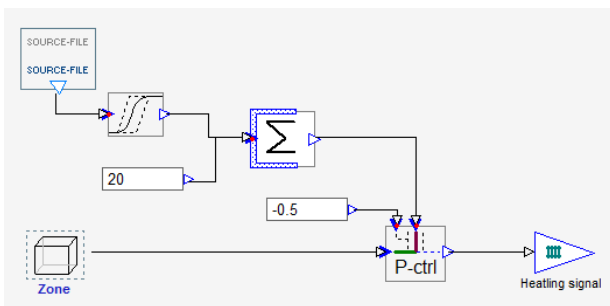 SOURCE-FILE
SOURCE-FILE
20
-0.5
P-ctrl
Zone
Heatling signal